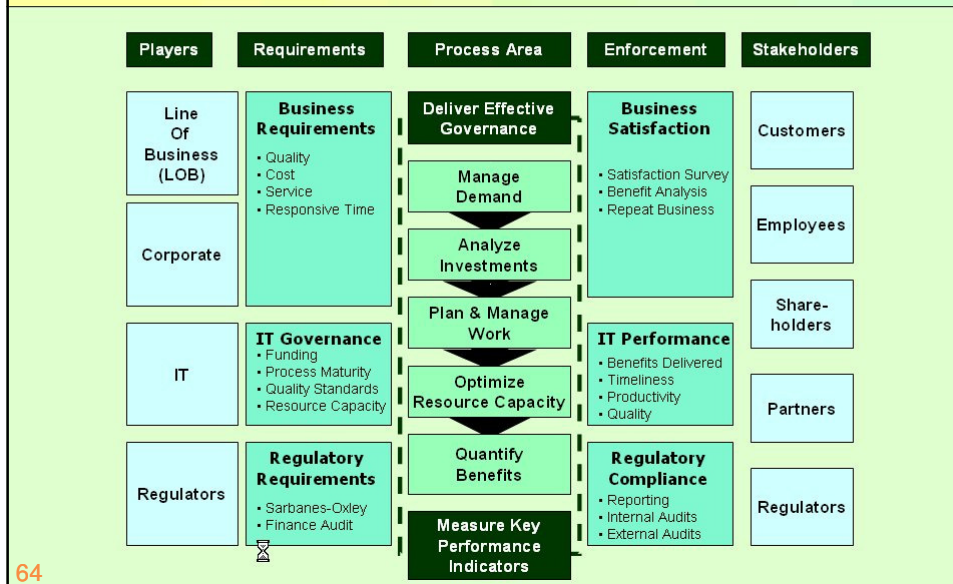 Players
Requirements
Process Area
Enforcement
Stakeholders
Line
Of
Business
(LOB)
Corporate
IT
Regulators
Business
Requirements
• Quality
• Cost
• Service
• Responsive Time
IT Governance
• Funding
• Process Maturity
• Quality Standards
• Resource Capacity
Regulatory
Requirements
• Sarbanes-Oxley
• Finance Audit
Deliver Effective
Governance
Manage
Demand
Analyze
Investments
Plan & Manage
Work
Optimize
Resource Capacity
Quantify
Benefits
Measure Key
Performance
Indicators
Business
Satisfaction
• Satisfaction Survey
• Benefit Analysis
• Repeat Business
IT Performance
• Benefits Delivered
• Timeliness
• Productivity
• Quality
Regulatory
Compliance
• Reporting
• Internal Audits
• External Audits
Customers
Employees
Share-
holders
Partners
Regulators
64